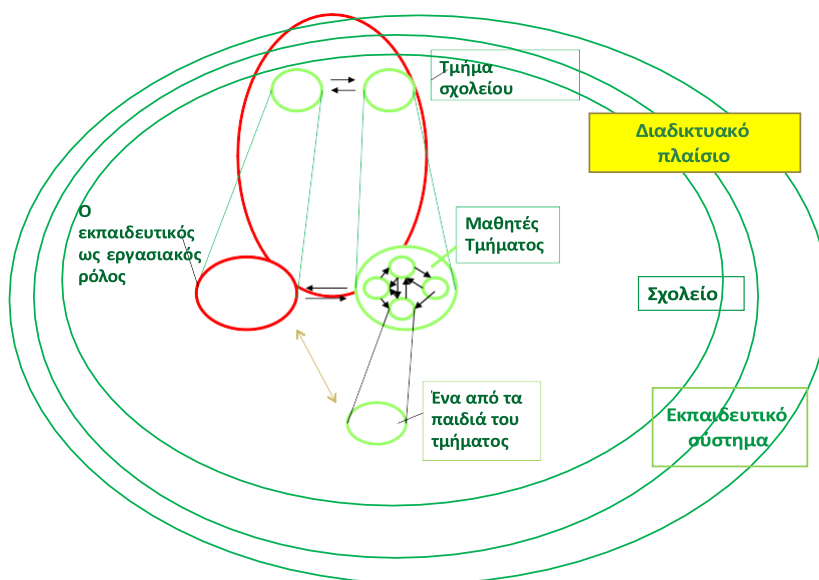 Τμήμα
σχολείου
Διαδικτυακό
πλαίσιο
Ο
εκπαιδευτικός
ως εργασιακός
ρόλος
Μαθητές
Τμήματος
Σχολείο
Ένα από τα
παιδιά του
τμήματος
Εκπαιδευτικό
σύστημα